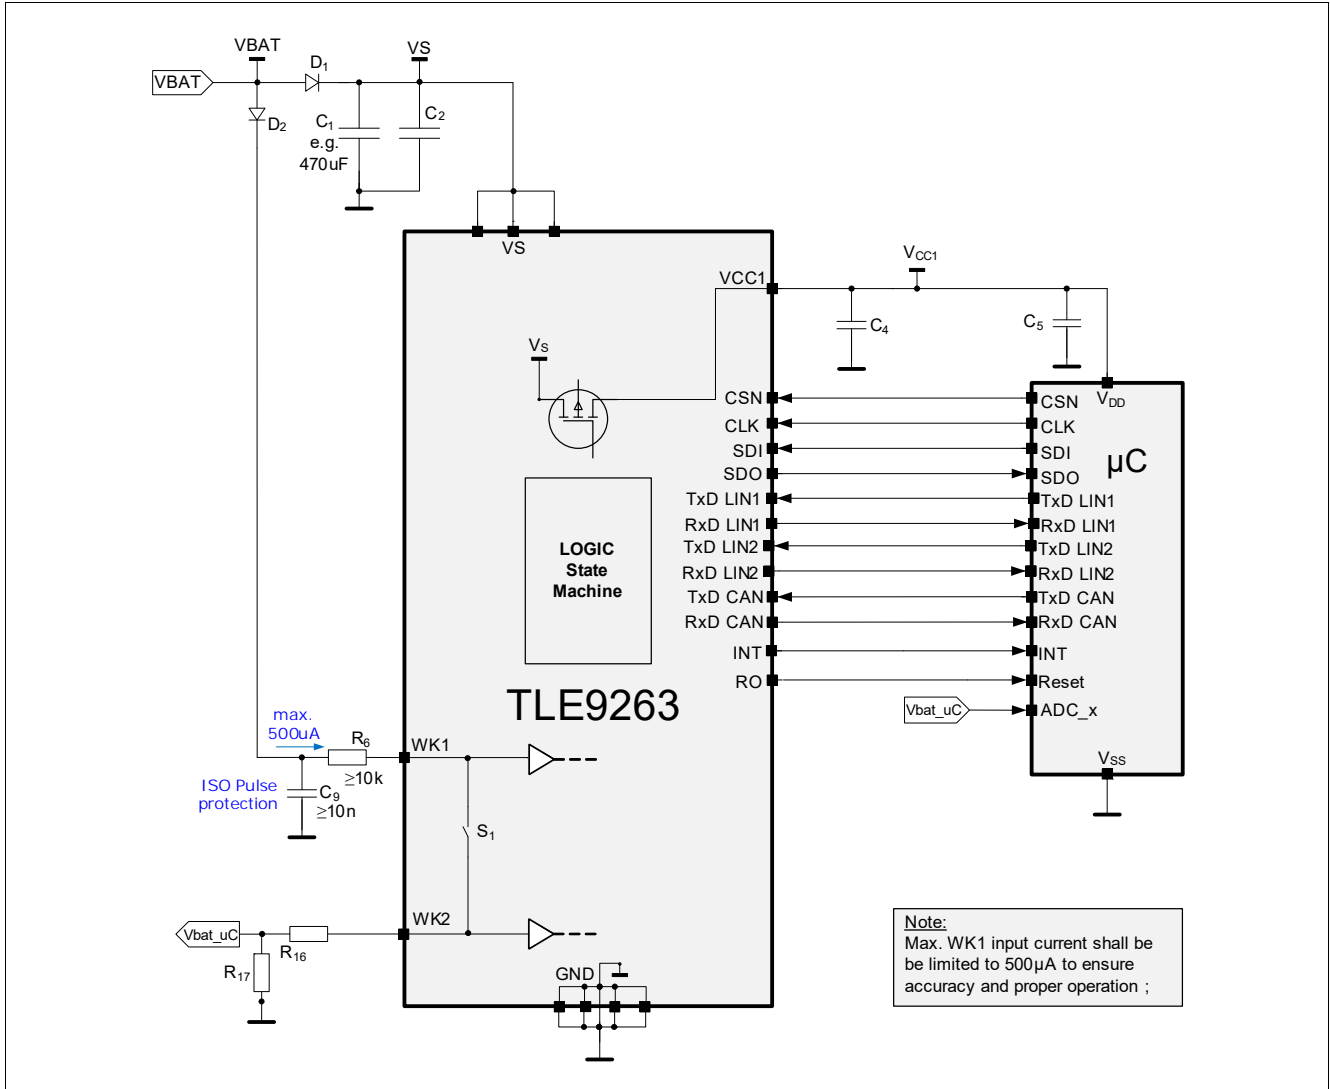 VBAT
VS
VBAT
D1
D2
C1
e.g.
470uF
C2
VS
VCC1
VCC1
C4
C5
VS
CSN
CLK
SDI
SDO
TxD LIN1
RxD LIN1
TxD LIN2
RxD LIN2
TxD CAN
RxD CAN
INT
RO
CSN
VDD
CLK
SDI
µC
SDO
TxD LIN1
RxD LIN1
TxD LIN2
RxD LIN2
TxD CAN
RxD CAN
INT
Reset
Vbat_uC
ADC_x
VSS
LOGIC
State
Machine
TLE9263
max.
500uA
R6
≥10k
WK1
ISO Pulse
protection
C9
≥10n
S1
WK2
Vbat_uC
R16
R17
GND
Note:
Max. WK1 input current shall be
be limited to 500µA to ensure
accuracy and proper operation ;